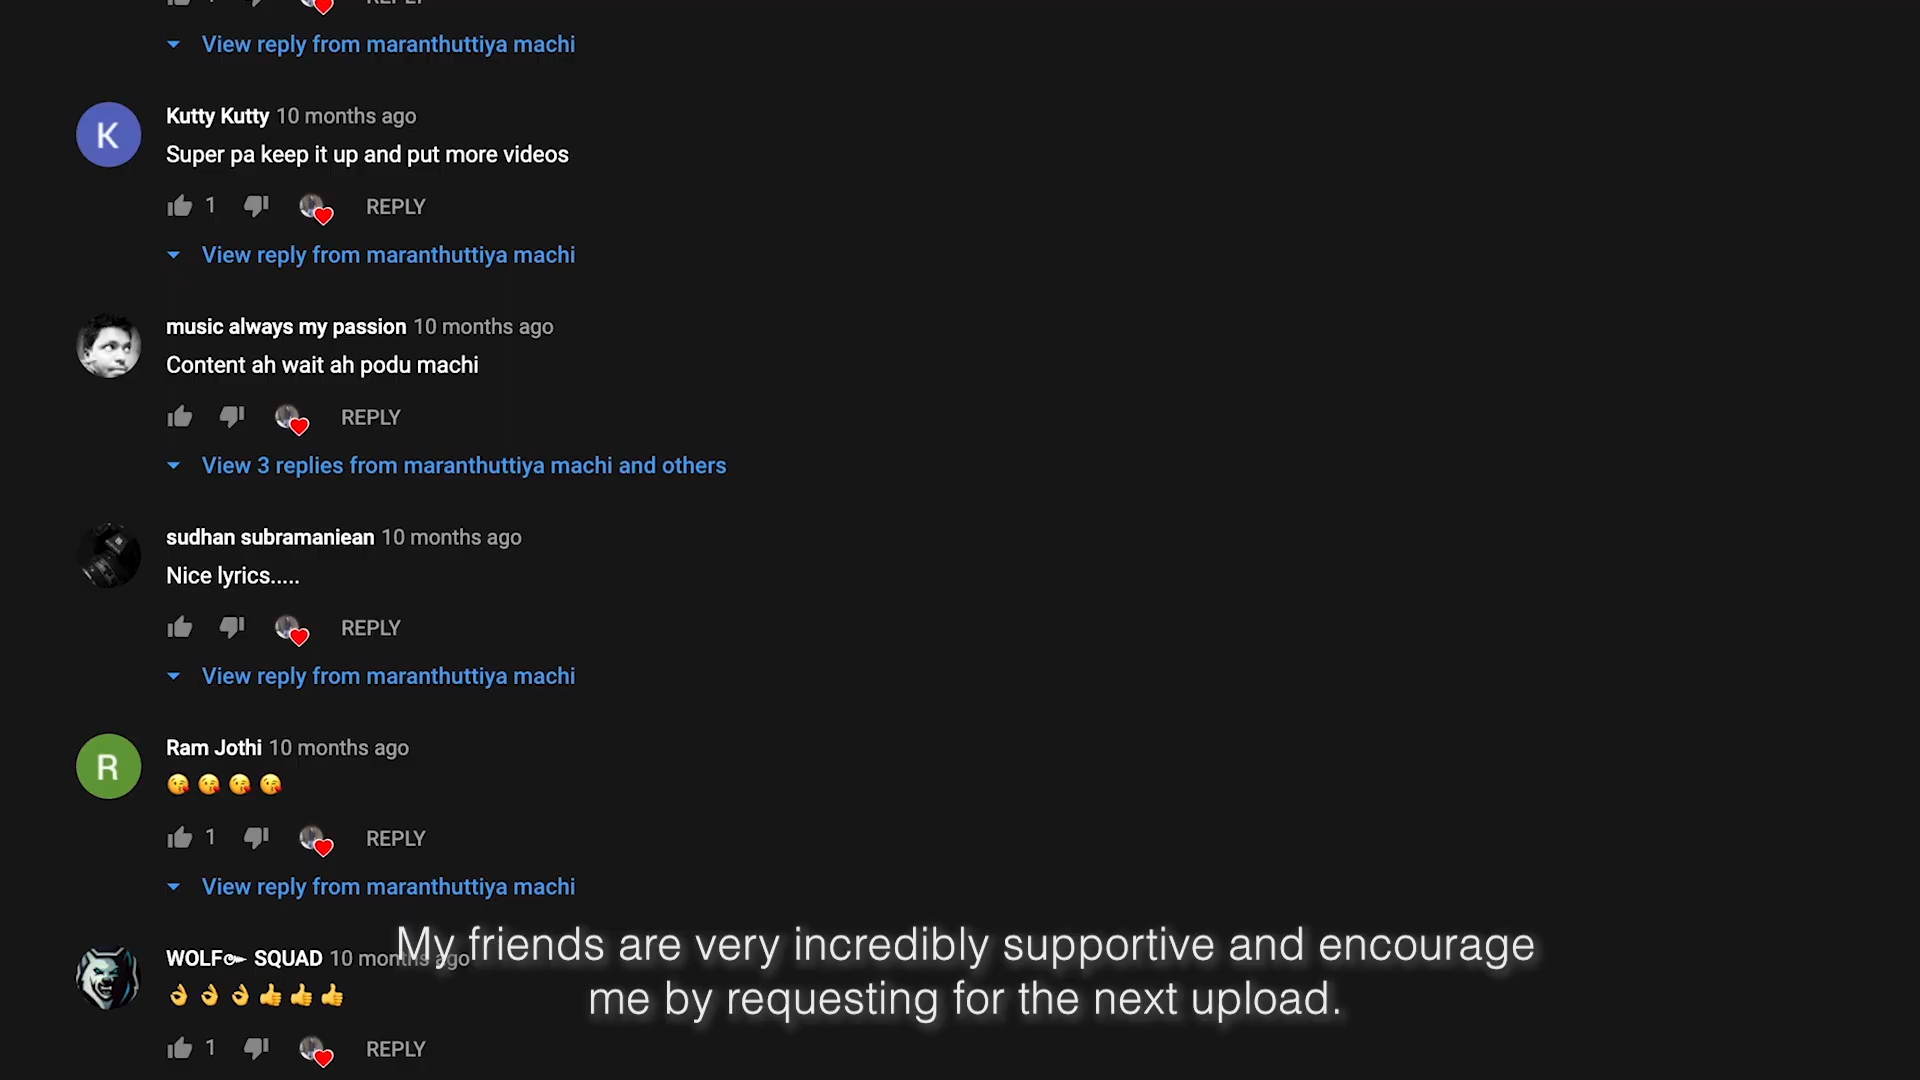 REPLY
View reply from maranthuttiya machi
K
Kutty Kutty 10 months ago
Super pa keep it up and put more videos
1 REPLY
View reply from maranthuttiya machi
music always my passion 10 months ago
Content ah wait ah podu machi
REPLY
View 3 replies from maranthuttiya machi and others
sudhan subramaniean 10 months ago
Nice lyrics.....
REPLY
View reply from maranthuttiya machi
R
Ram Jothi 10 months ago
😘 😘 😘 😘
1 REPLY
View reply from maranthuttiya machi
WOLF SQUAD 10 months ago
👌 👌 👌 👍 👍 👍
1 REPLY
My friends are very incredibly supportive and encourage
me by requesting for the next upload.